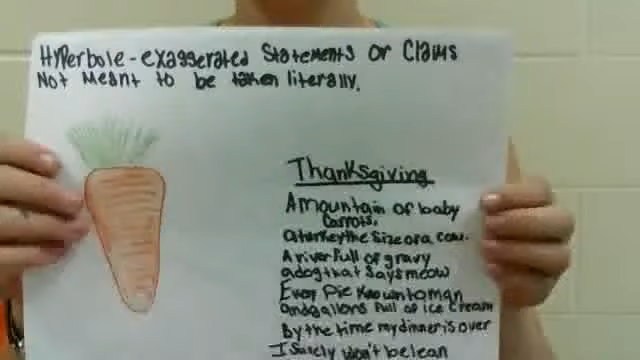 Hyperbole - exaggerated Statements or Claims
Not Meant to be taken literally.
Thanksgiving
A mountain of baby
Carrots,
a turkey the size of a cow.
A river full of gravy
a dog that says meow
Every Pie Known to man
and gallons full of ice cream
By the time my dinner is over
I Surely won't be lean